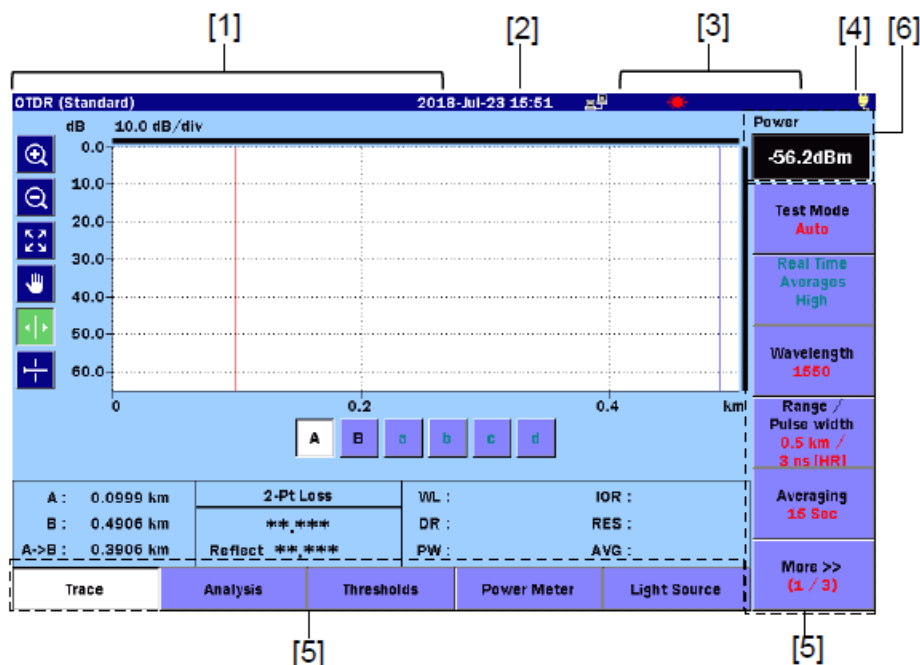 [1] [2] [3] [4] [6]
OTDR (Standard) 2018-Jul-23 15:51
dB 10.0 dB/div
0.0
10.0
20.0
30.0
40.0
50.0
60.0
0 0.2 0.4 km
A B a b c d
A : 0.0999 km
B : 0.4906 km
A->B : 0.3906 km
2-Pt Loss
**.***
Reflect **.***
WL : IOR :
DR : RES :
PW : AVG :
Trace Analysis Thresholds Power Meter Light Source
Power
-56.2dBm
Test Mode
Auto
Real Time
Averages
High
Wavelength
1550
Range /
Pulse width
0.5 km /
3 ns [HR]
Averaging
15 Sec
More >>
(1 / 3)
[5] [5]